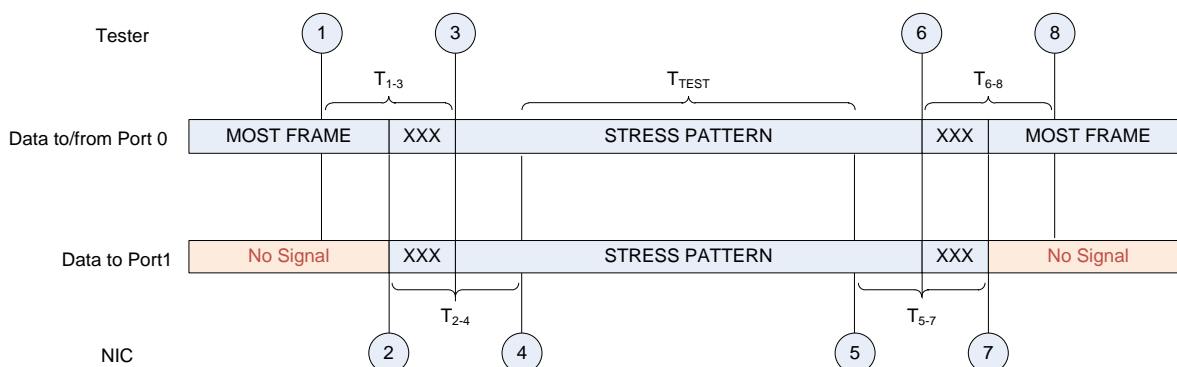 Tester
1
3
6
8
T1-3
TTEST
T6-8
Data to/from Port 0
MOST FRAME
XXX
STRESS PATTERN
XXX
MOST FRAME
Data to Port1
No Signal
XXX
STRESS PATTERN
XXX
No Signal
T2-4
T5-7
NIC
2
4
5
7